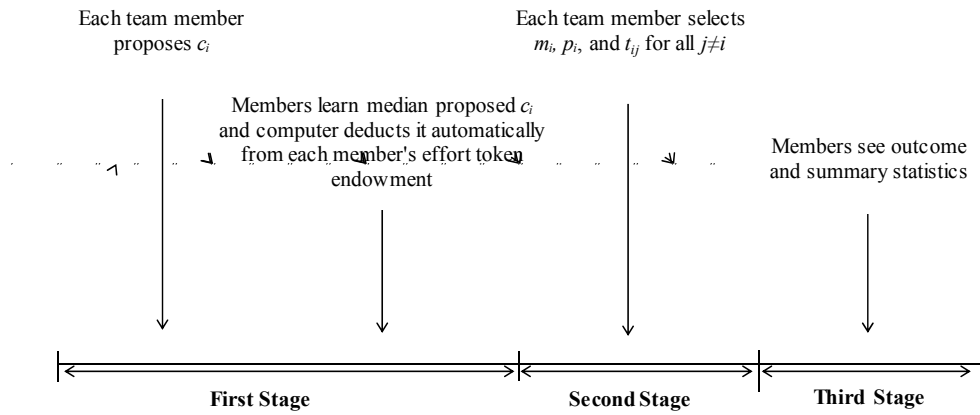 Each team member
proposes cᵢ
Each team member selects
mᵢ, pᵢ, and tᵢⱼ for all j≠i
Members learn median proposed cᵢ
and computer deducts it automatically
from each member's effort token
endowment
Members see outcome
and summary statistics
First Stage
Second Stage
Third Stage